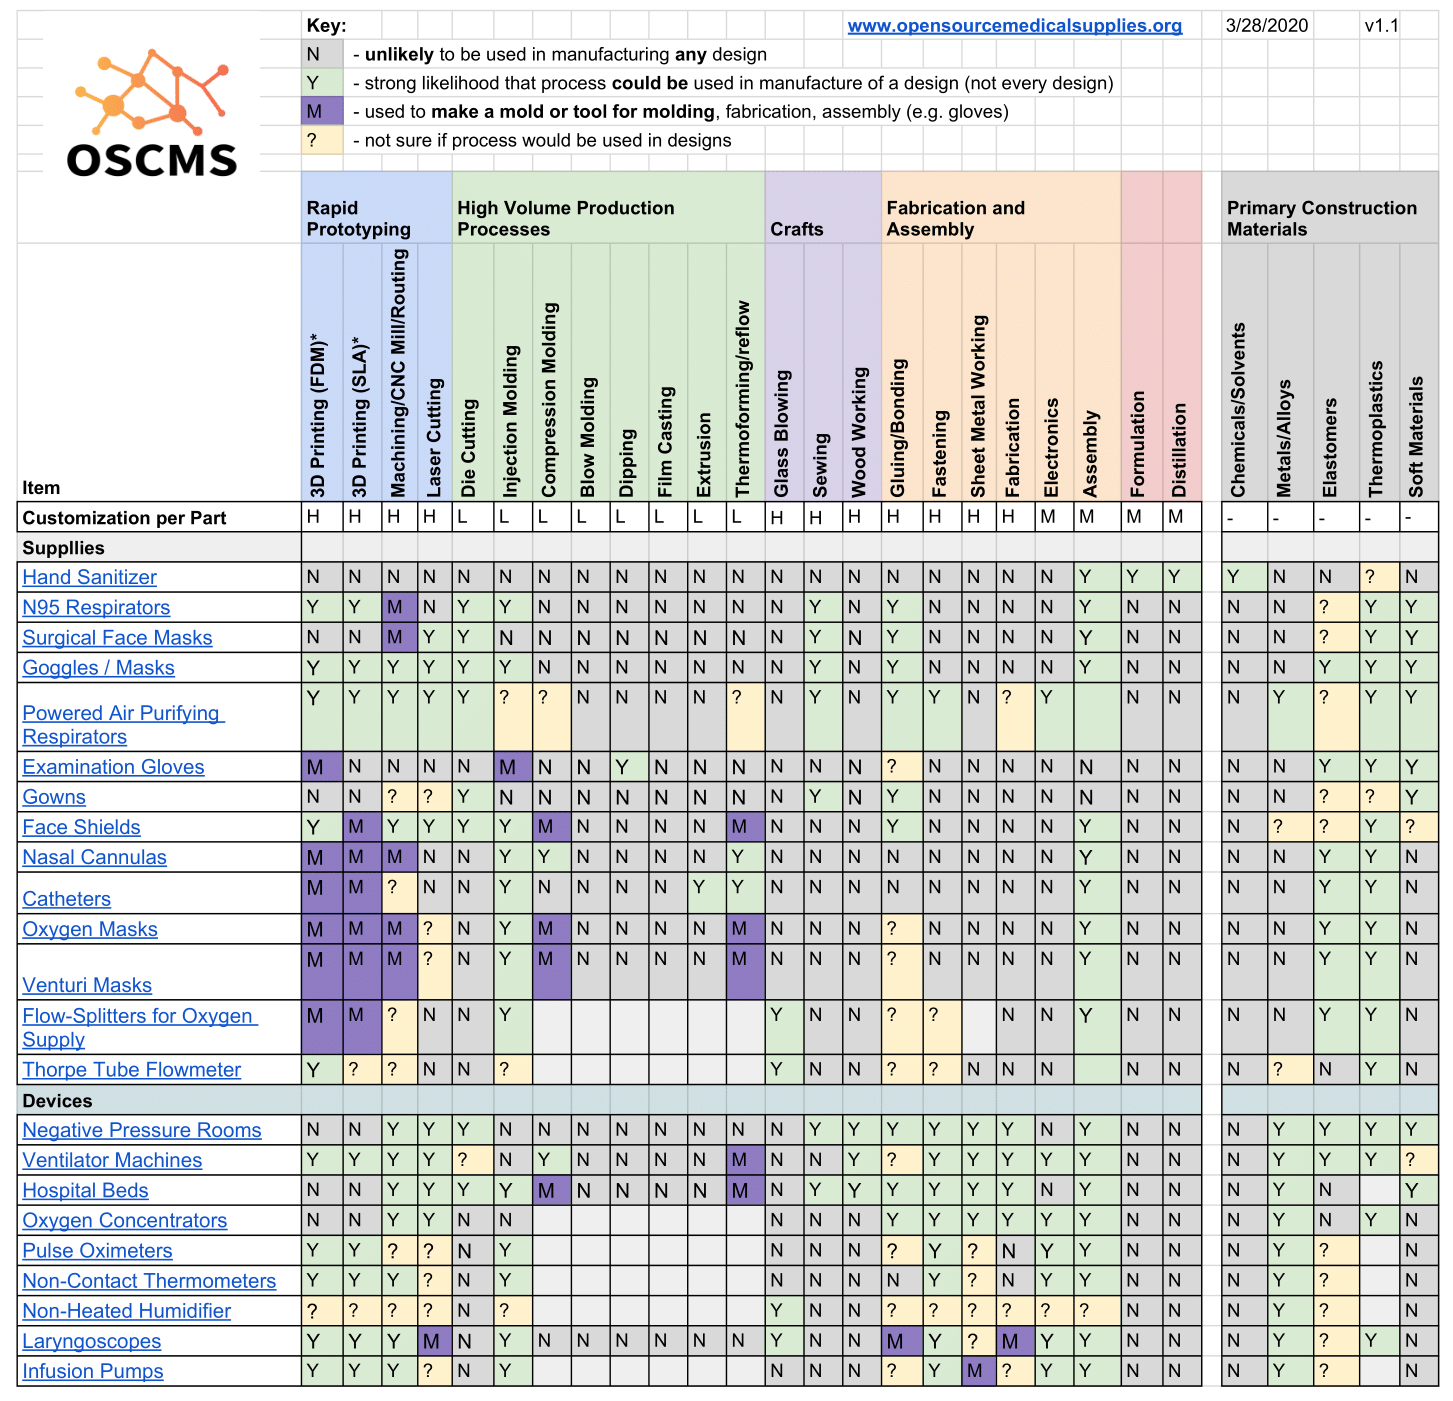 Key: www.opensourcemedicalsupplies.org 3/28/2020 v1.1
N - unlikely to be used in manufacturing any design
Y - strong likelihood that process could be used in manufacture of a design (not every design)
M - used to make a mold or tool for molding, fabrication, assembly (e.g. gloves)
? - not sure if process would be used in designs
OSCMS
Rapid Prototyping High Volume Production Processes Crafts Fabrication and Assembly Primary Construction Materials
Item 3D Printing (FDM)* 3D Printing (SLA)* Machining/CNC Mill/Routing Laser Cutting Die Cutting Injection Molding Compression Molding Blow Molding Dipping Film Casting Extrusion Thermoforming/reflow Glass Blowing Sewing Wood Working Gluing/Bonding Fastening Sheet Metal Working Fabrication Electronics Assembly Formulation Distillation Chemicals/Solvents Metals/Alloys Elastomers Thermoplastics Soft Materials
Customization per Part H H H H L L L L L L L L H H H H H H H M M M M - - - - -
Suppllies
Hand Sanitizer N N N N N N N N N N N N N N N N N N N N Y Y Y Y N N ? N
N95 Respirators Y Y M N Y Y N N N N N N N Y N Y N N N N Y N N N N ? Y Y
Surgical Face Masks N N M Y Y N N N N N N N N Y N Y N N N N Y N N N N ? Y Y
Goggles / Masks Y Y Y Y Y Y N N N N N N N Y N Y N N N N Y N N N N Y Y Y
Powered Air Purifying Respirators Y Y Y Y Y ? ? N N N N ? N Y N Y Y N ? Y N N N Y ? Y Y
Examination Gloves M N N N N M N N Y N N N N N N ? N N N N N N N N N Y Y Y
Gowns N N ? ? Y N N N N N N N N Y N Y N N N N N N N N N ? ? Y
Face Shields Y M Y Y Y Y M N N N N M N N N Y N N N N Y N N N ? ? Y ?
Nasal Cannulas M M M N N Y Y N N N N Y N N N N N N N N Y N N N N Y Y N
Catheters M M ? N N Y N N N N Y Y N N N N N N N N Y N N N N Y Y N
Oxygen Masks M M M ? N Y M N N N N M N N N ? N N N N Y N N N N Y Y N
Venturi Masks M M M ? N Y M N N N N M N N N ? N N N N Y N N N N Y Y N
Flow-Splitters for Oxygen Supply M M ? N N Y Y N N ? ? N N Y N N N N Y Y N
Thorpe Tube Flowmeter Y ? ? N N ? Y N N ? ? N N N N N N ? N Y N
Devices
Negative Pressure Rooms N N Y Y Y N N N N N N N N Y Y Y Y Y Y N Y N N N Y Y Y Y
Ventilator Machines Y Y Y Y ? N Y N N N N M N N Y ? Y Y Y Y Y N N N Y Y Y ?
Hospital Beds N N Y Y Y Y M N N N N M N Y Y Y Y Y Y N Y N N N Y N Y
Oxygen Concentrators N N Y Y N N N N N Y Y Y Y Y Y N N N Y N Y N
Pulse Oximeters Y Y ? ? N Y N N N ? Y ? N Y Y N N N Y ? N
Non-Contact Thermometers Y Y Y ? N Y N N N N Y ? N Y Y N N N Y ? N
Non-Heated Humidifier ? ? ? ? N ? Y N N ? ? ? ? ? ? N N N Y ? N
Laryngoscopes Y Y Y M N Y N N N N N N Y N N M Y ? M Y Y N N N Y ? Y N
Infusion Pumps Y Y Y ? N Y N N N ? Y M ? Y Y N N N Y ? N